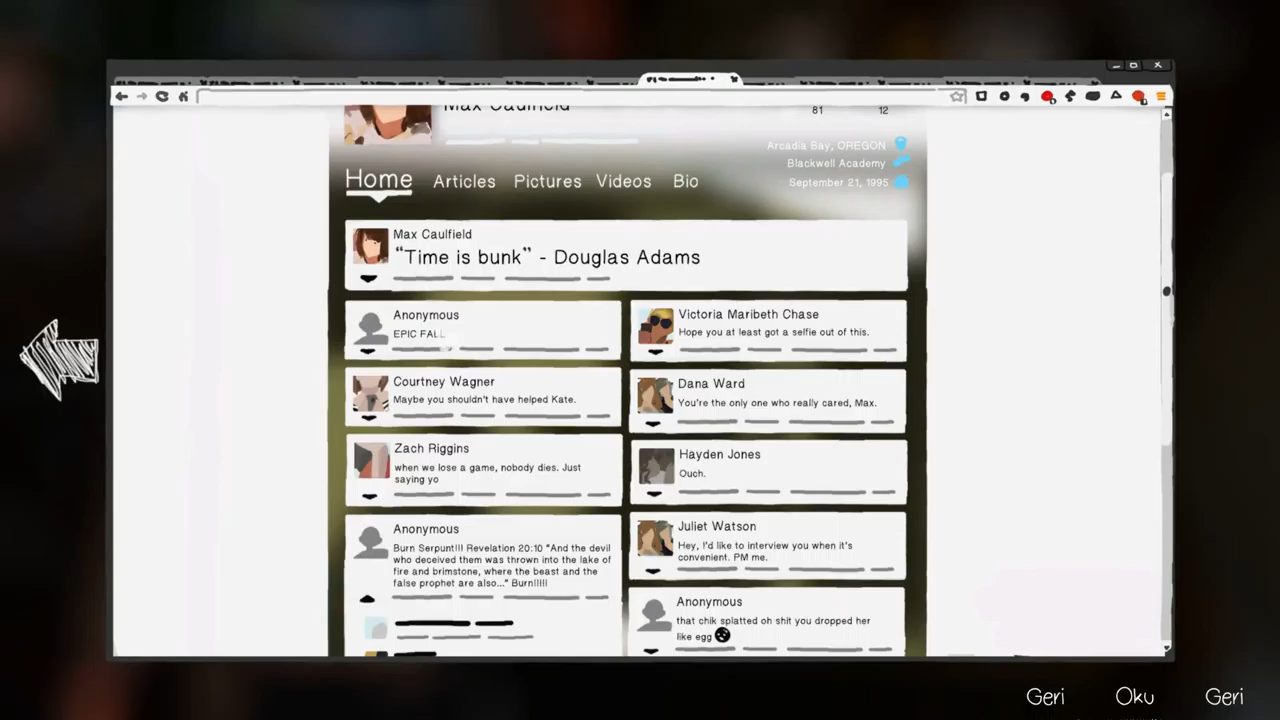 Max Caulfield
81 12
Arcadia Bay, OREGON
Blackwell Academy
September 21, 1995
Home Articles Pictures Videos Bio
Max Caulfield
“Time is bunk” - Douglas Adams
Anonymous
EPIC FAIL
Courtney Wagner
Maybe you shouldn't have helped Kate.
Zach Riggins
when we lose a game, nobody dies. Just
saying yo
Anonymous
Burn Serpunt!!! Revelation 20:10 “And the devil
who deceived them was thrown into the lake of
fire and brimstone, where the beast and the
false prophet are also...” Burn!!!!!
Victoria Maribeth Chase
Hope you at least got a selfie out of this.
Dana Ward
You're the only one who really cared, Max.
Hayden Jones
Ouch.
Juliet Watson
Hey, I'd like to interview you when it's
convenient. PM me.
Anonymous
that chik splatted oh shit you dropped her
like egg
Geri Oku Geri